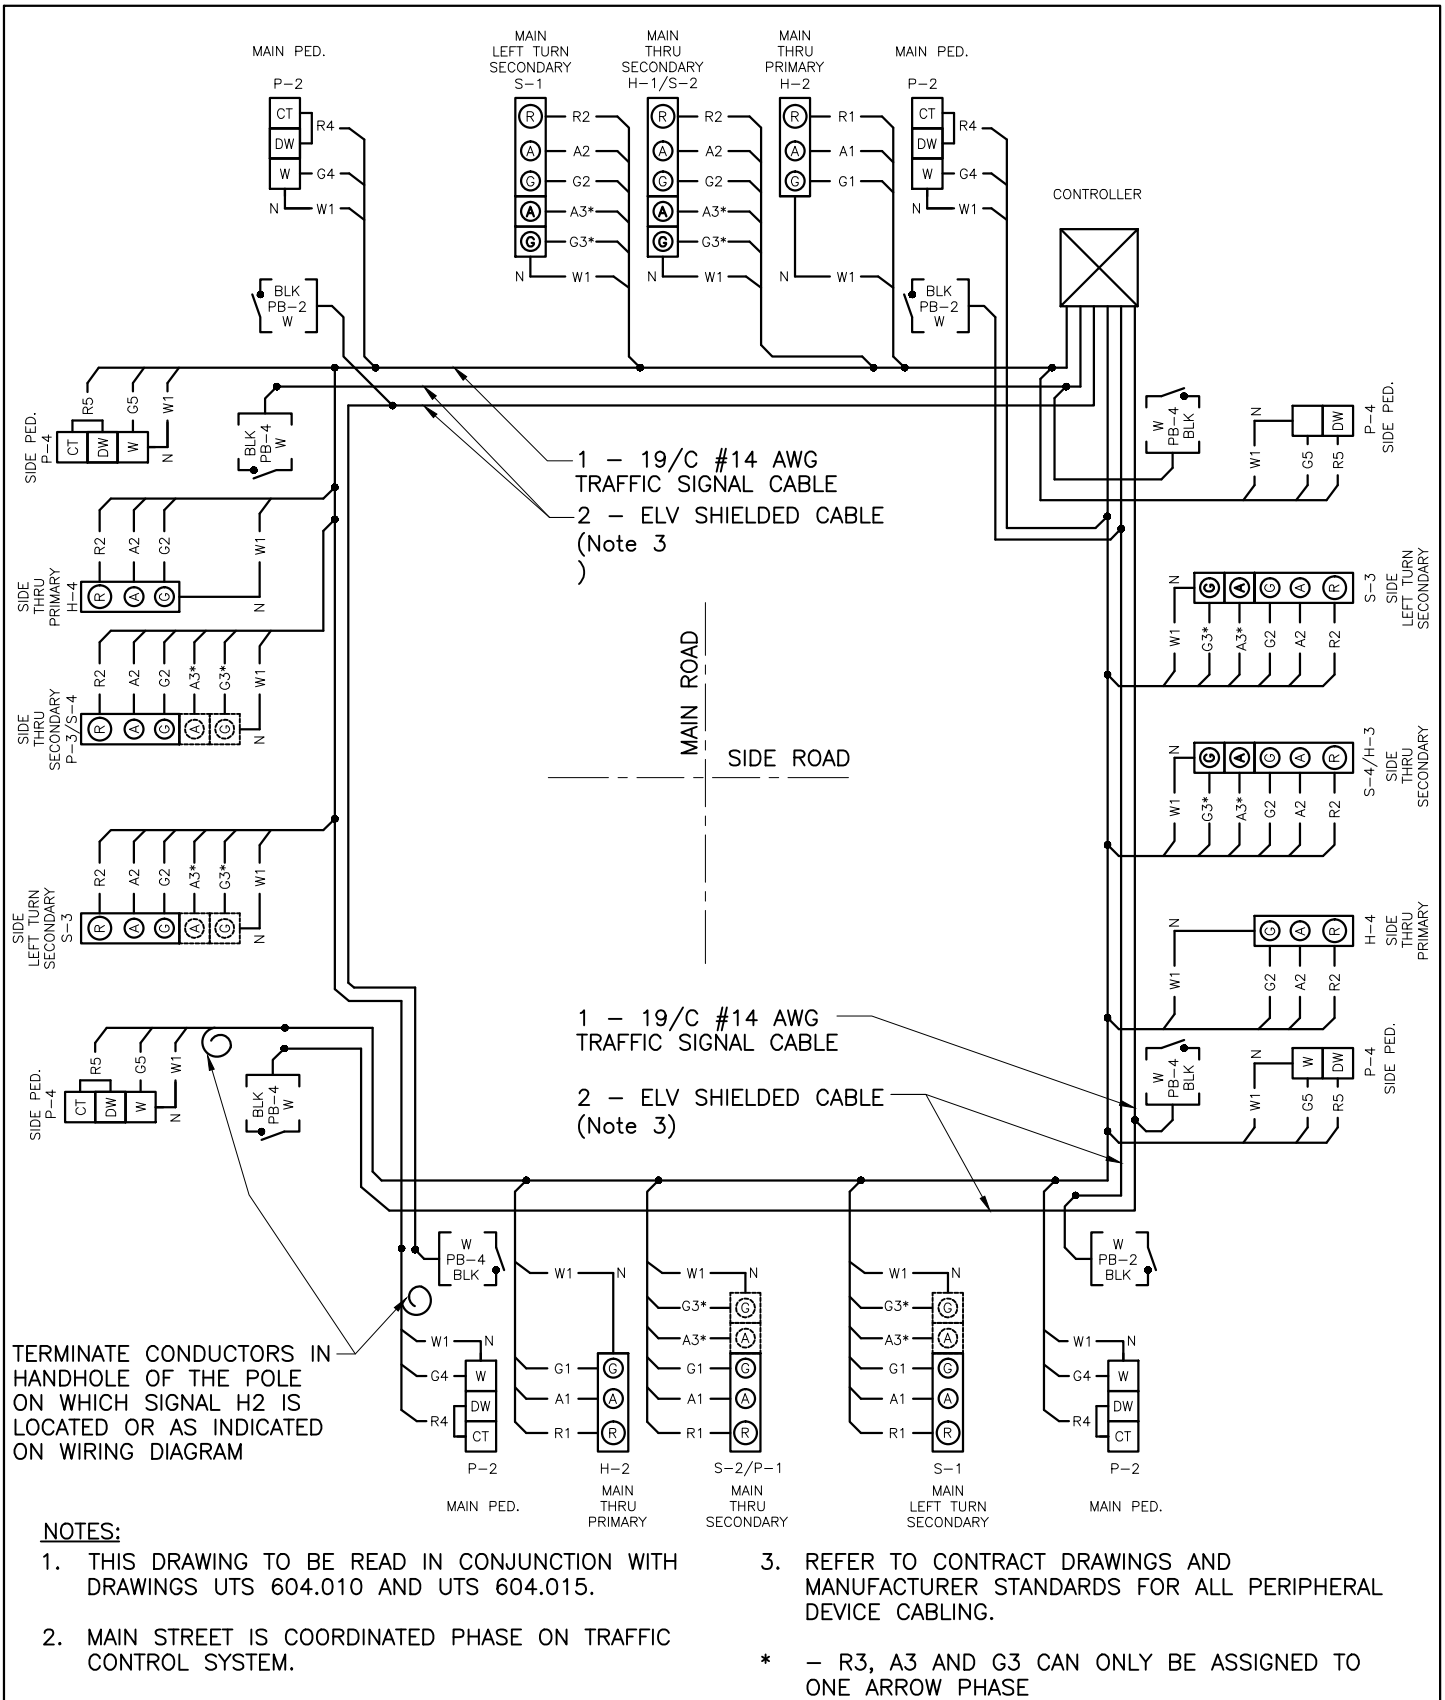 MAIN PED.
P-2
CT
DW
W
R4
G4
N
W1
MAIN
LEFT TURN
SECONDARY
S-1
R
A
G
A
G
R2
A2
G2
A3*
G3*
N
W1
MAIN
THRU
SECONDARY
H-1/S-2
R
A
G
A
G
R2
A2
G2
A3*
G3*
N
W1
MAIN
THRU
PRIMARY
H-2
R
A
G
R1
A1
G1
N
W1
MAIN PED.
P-2
CT
DW
W
R4
G4
N
W1
CONTROLLER
BLK
PB-2
W
BLK
PB-2
W
SIDE PED.
P-4
CT
DW
W
R5
G5
W1
N
BLK
PB-4
W
W
PB-4
BLK
N
W1
G5
R5
DW
P-4
SIDE PED.
1 - 19/C #14 AWG
TRAFFIC SIGNAL CABLE
2 - ELV SHIELDED CABLE
(Note 3
)
SIDE
THRU
PRIMARY
H-4
R2
A2
G2
W1
R
A
G
N
SIDE
THRU
SECONDARY
P-3/S-4
R2
A2
G2
A3*
G3*
W1
R
A
G
A
G
N
SIDE
LEFT TURN
SECONDARY
S-3
R2
A2
G2
A3*
G3*
W1
R
A
G
A
G
N
N
G
A
G
A
R
W1
G3*
A3*
G2
A2
R2
S-3
SIDE
LEFT TURN
SECONDARY
N
G
A
G
A
R
W1
G3*
A3*
G2
A2
R2
S-4/H-3
SIDE
THRU
SECONDARY
N
G
A
R
W1
G2
A2
R2
H-4
SIDE
THRU
PRIMARY
MAIN ROAD
SIDE ROAD
1 - 19/C #14 AWG
TRAFFIC SIGNAL CABLE
2 - ELV SHIELDED CABLE
(Note 3)
SIDE PED.
P-4
CT
DW
W
R5
G5
W1
N
BLK
PB-4
W
W
PB-4
BLK
N
W1
G5
R5
W
DW
P-4
SIDE PED.
W
PB-4
BLK
W
PB-2
BLK
TERMINATE CONDUCTORS IN
HANDHOLE OF THE POLE
ON WHICH SIGNAL H2 IS
LOCATED OR AS INDICATED
ON WIRING DIAGRAM
W1
N
G4
R4
W
DW
CT
P-2
MAIN PED.
W1
N
G1
A1
R1
G
A
R
H-2
MAIN
THRU
PRIMARY
W1
N
G3*
A3*
G1
A1
R1
G
A
G
A
R
S-2/P-1
MAIN
THRU
SECONDARY
W1
N
G3*
A3*
G1
A1
R1
G
A
G
A
R
S-1
MAIN
LEFT TURN
SECONDARY
W1
N
G4
R4
W
DW
CT
P-2
MAIN PED.
NOTES:
1. THIS DRAWING TO BE READ IN CONJUNCTION WITH
DRAWINGS UTS 604.010 AND UTS 604.015.
2. MAIN STREET IS COORDINATED PHASE ON TRAFFIC
CONTROL SYSTEM.
3. REFER TO CONTRACT DRAWINGS AND
MANUFACTURER STANDARDS FOR ALL PERIPHERAL
DEVICE CABLING.
* - R3, A3 AND G3 CAN ONLY BE ASSIGNED TO
ONE ARROW PHASE